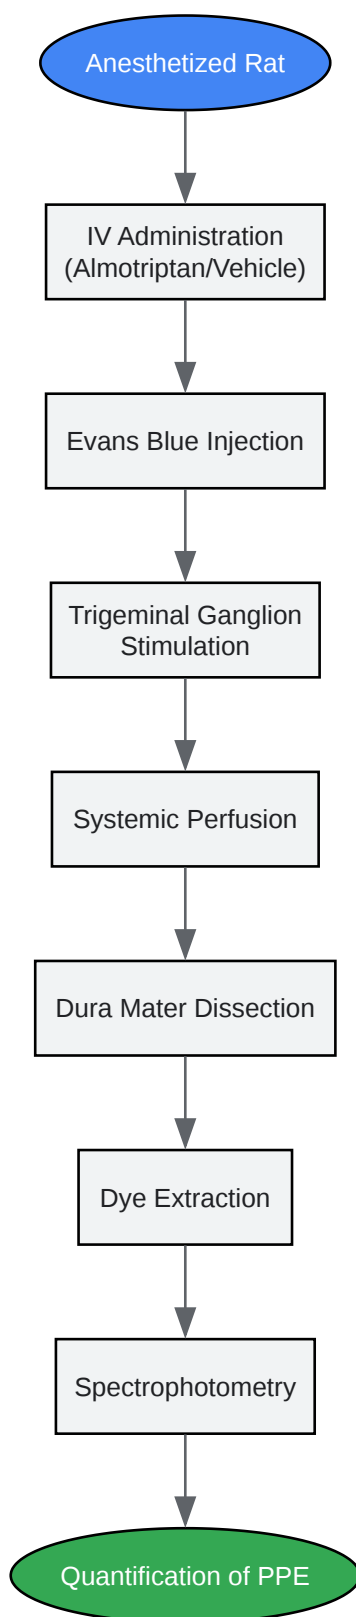 Anesthetized Rat
IV Administration
(Almotriptan/Vehicle)
Evans Blue Injection
Trigeminal Ganglion
Stimulation
Systemic Perfusion
Dura Mater Dissection
Dye Extraction
Spectrophotometry
Quantification of PPE